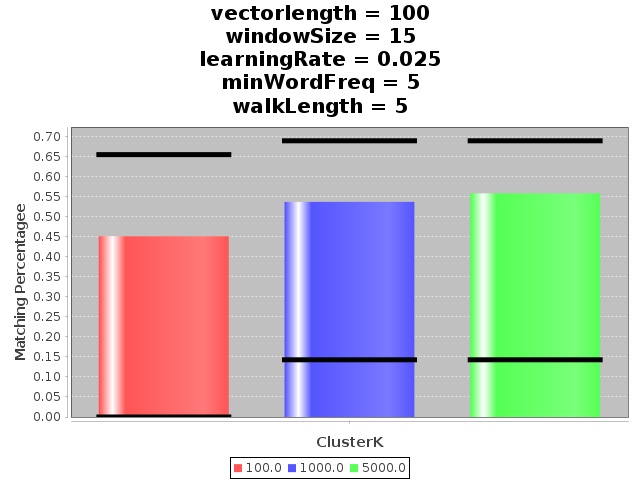 vectorlength = 100
windowSize = 15
learningRate = 0.025
minWordFreq = 5
walkLength = 5
Matching Percentagee
0.70
0.65
0.60
0.55
0.50
0.45
0.40
0.35
0.30
0.25
0.20
0.15
0.10
0.05
0.00
ClusterK
100.0 1000.0 5000.0